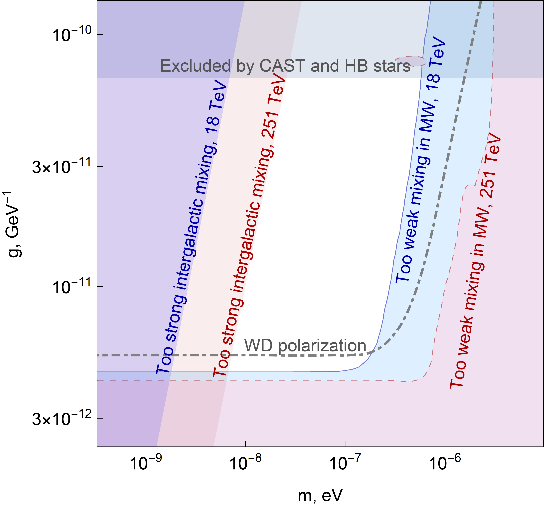 10⁻¹⁰
Excluded by CAST and HB stars
Too strong intergalactic mixing, 18 TeV
Too strong intergalactic mixing, 251 TeV
Too weak mixing in MW, 18 TeV
Too weak mixing in MW, 251 TeV
3×10⁻¹¹
g, GeV⁻¹
10⁻¹¹
WD polarization
3×10⁻¹²
10⁻⁹ 10⁻⁸ 10⁻⁷ 10⁻⁶
m, eV